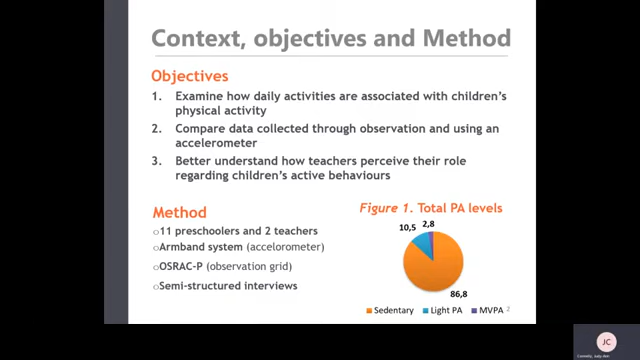 Context, objectives and Method
Objectives
1. Examine how daily activities are associated with children's
physical activity
2. Compare data collected through observation and using an
accelerometer
3. Better understand how teachers perceive their role
regarding children's active behaviours
Method
○11 preschoolers and 2 teachers
○Armband system (accelorometer)
○OSRAC-P (observation grid)
○Semi-structured interviews
Figure 1. Total PA levels
10,5
2,8
86,8
Sedentary
Light PA
MVPA
2
JC